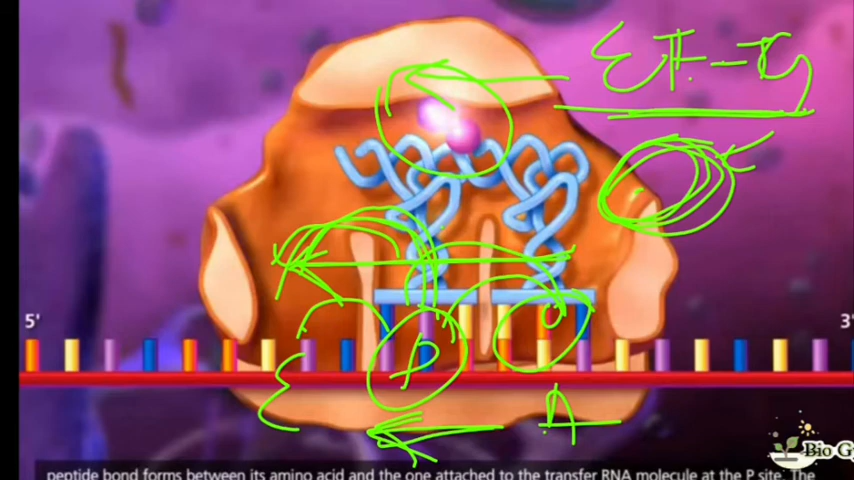 EF-G
5'
3'
E
P
A
Bio G
peptide bond forms between its amino acid and the one attached to the transfer RNA molecule at the P site. The